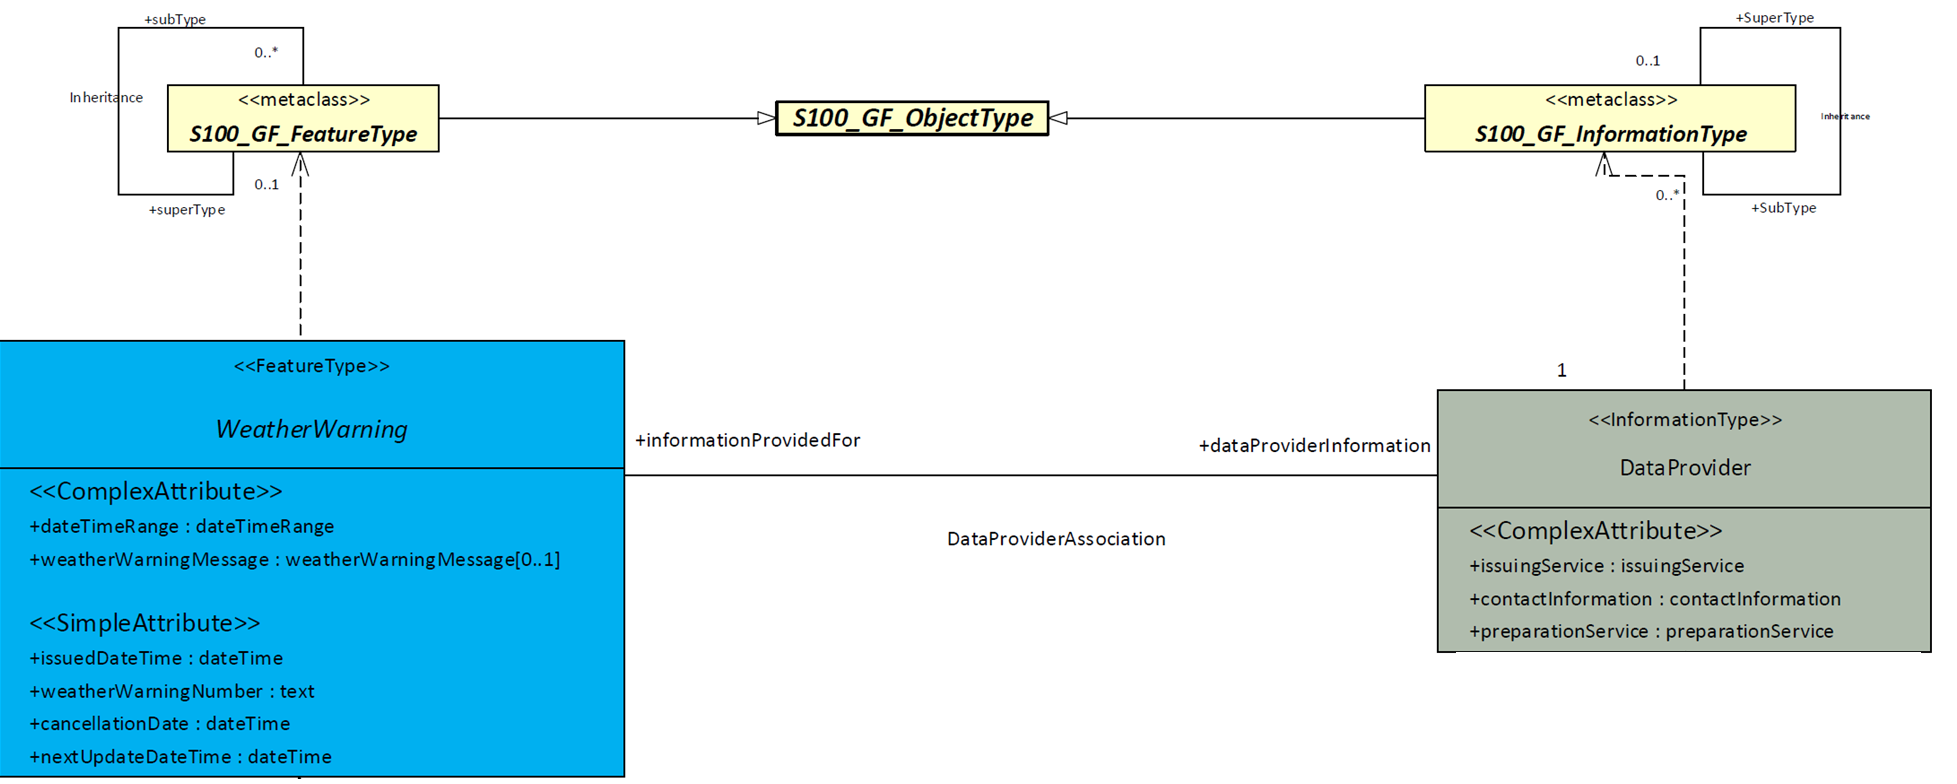 +subType
0..*
Inheritance
<<metaclass>>
S100_GF_FeatureType
0..1
+superType
S100_GF_ObjectType
+SuperType
0..1
<<metaclass>>
S100_GF_InformationType
Inheritance
0..*
+SubType
<<FeatureType>>
WeatherWarning
<<ComplexAttribute>>
+dateTimeRange : dateTimeRange
+weatherWarningMessage : weatherWarningMessage[0..1]
<<SimpleAttribute>>
+issuedDateTime : dateTime
+weatherWarningNumber : text
+cancellationDate : dateTime
+nextUpdateDateTime : dateTime
+informationProvidedFor
+dataProviderInformation
DataProviderAssociation
1
<<InformationType>>
DataProvider
<<ComplexAttribute>>
+issuingService : issuingService
+contactInformation : contactInformation
+preparationService : preparationService